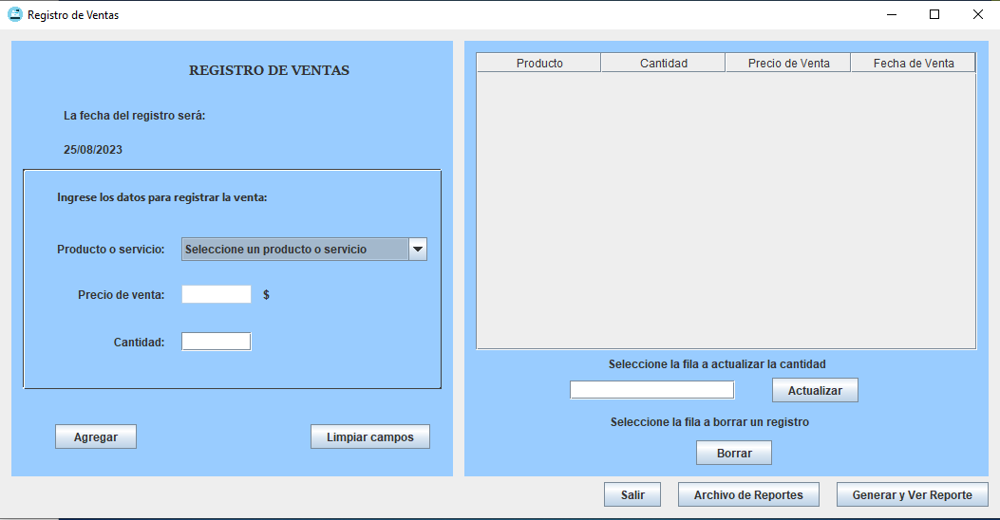 Registro de Ventas
REGISTRO DE VENTAS
La fecha del registro será:
25/08/2023
Ingrese los datos para registrar la venta:
Producto o servicio: Seleccione un producto o servicio
Precio de venta: $
Cantidad:
Agregar Limpiar campos
Producto Cantidad Precio de Venta Fecha de Venta
Seleccione la fila a actualizar la cantidad
Actualizar
Seleccione la fila a borrar un registro
Borrar
Salir Archivo de Reportes Generar y Ver Reporte